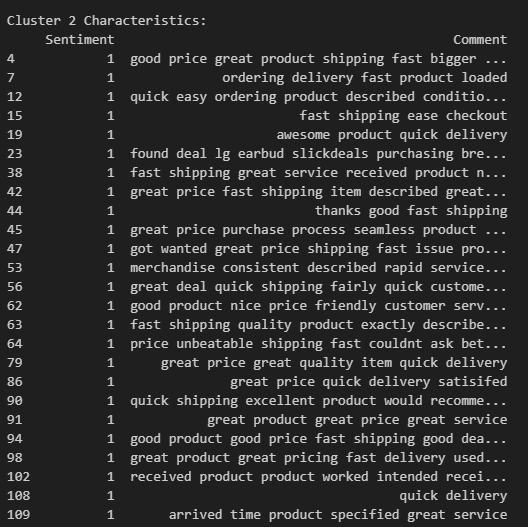 Cluster 2 Characteristics:
Sentiment Comment
4 1 good price great product shipping fast bigger ...
7 1 ordering delivery fast product loaded
12 1 quick easy ordering product described conditio...
15 1 fast shipping ease checkout
19 1 awesome product quick delivery
23 1 found deal lg earbud slickdeals purchasing bre...
38 1 fast shipping great service received product n...
42 1 great price fast shipping item described great...
44 1 thanks good fast shipping
45 1 great price purchase process seamless product ...
47 1 got wanted great price shipping fast issue pro...
53 1 merchandise consistent described rapid service...
56 1 great deal quick shipping fairly quick custome...
62 1 good product nice price friendly customer serv...
63 1 fast shipping quality product exactly describe...
64 1 price unbeatable shipping fast couldnt ask bet...
79 1 great price great quality item quick delivery
86 1 great price quick delivery satisifed
90 1 quick shipping excellent product would recomme...
91 1 great product great price great service
94 1 good product good price fast shipping good dea...
98 1 great product great pricing fast delivery used...
102 1 received product product worked intended recei...
108 1 quick delivery
109 1 arrived time product specified great service